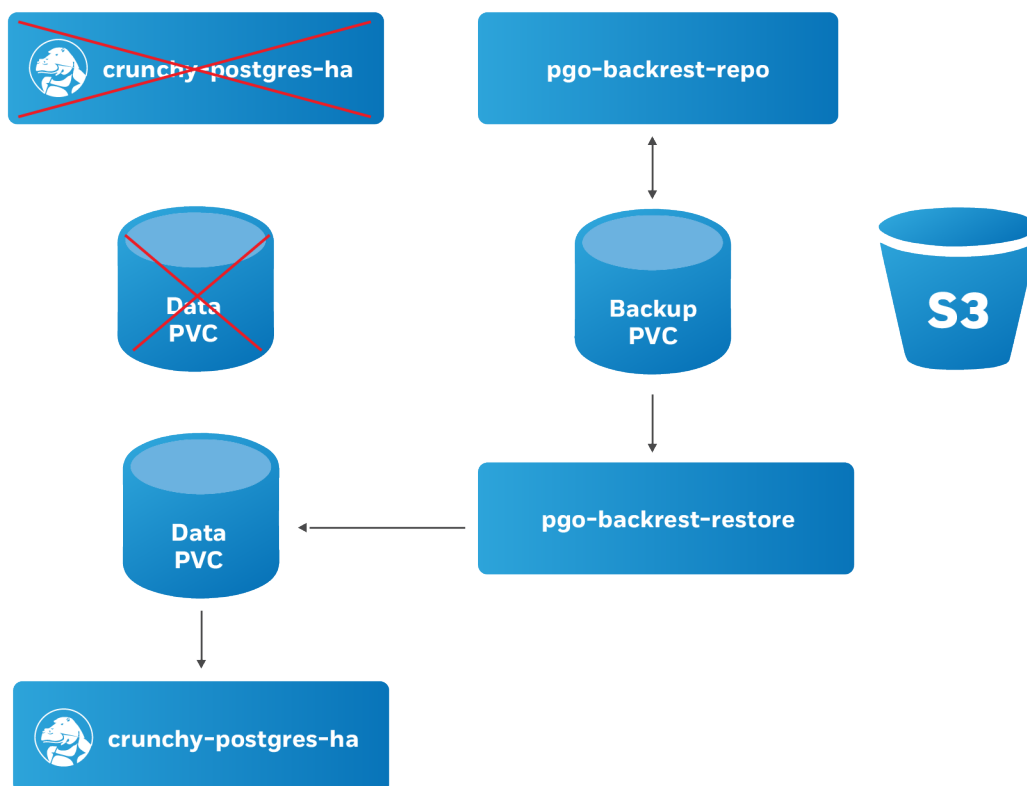 crunchy-postgres-ha
pgo-backrest-repo
Data
PVC
Backup
PVC
S3
Data
PVC
pgo-backrest-restore
crunchy-postgres-ha